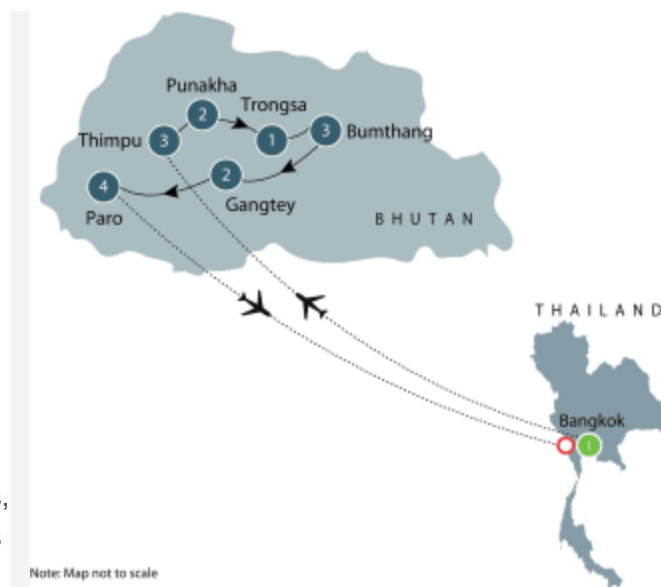 Punakha
2
Trongsa
Thimpu
3
1
3
Bumthang
4
2
Paro
Gangtey
BHUTAN
THAILAND
Bangkok
1
,
Note: Map not to scale